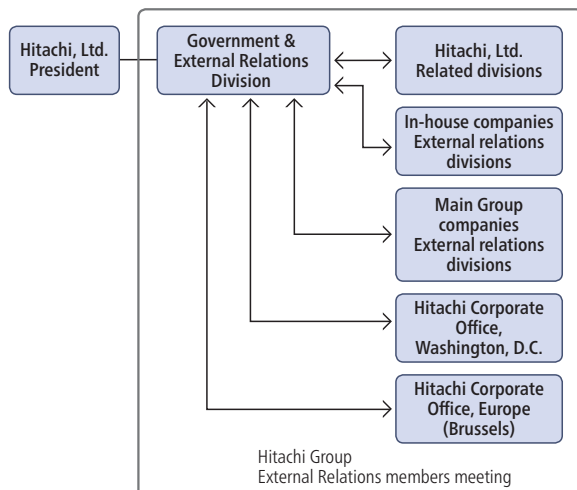 Hitachi, Ltd.
President
Government &
External Relations
Division
Hitachi, Ltd.
Related divisions
In-house companies
External relations
divisions
Main Group
companies
External relations
divisions
Hitachi Corporate
Office,
Washington, D.C.
Hitachi Corporate
Office, Europe
(Brussels)
Hitachi Group
External Relations members meeting